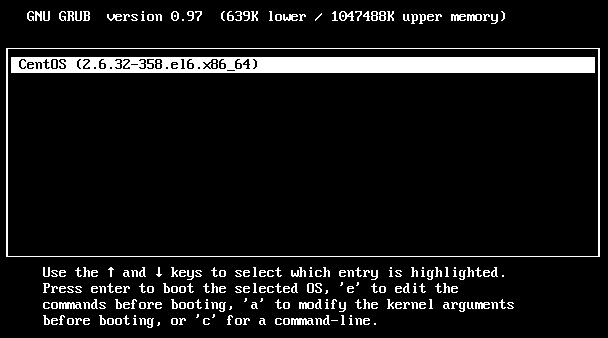 GNU GRUB  version 0.97  (639K lower / 1047488K upper memory)
CentOS (2.6.32-358.el6.x86_64)
Use the ↑ and ↓ keys to select which entry is highlighted.
Press enter to boot the selected OS, 'e' to edit the
commands before booting, 'a' to modify the kernel arguments
before booting, or 'c' for a command-line.